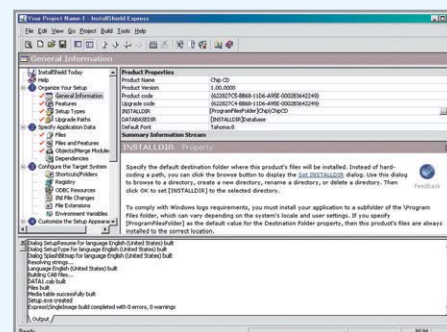 Your Project Name-1 - InstallShield Express
File Edit View Go Project Build Tools Help
General Information
InstallShield Today
Help
Organize Your Setup
General Information
Features
Setup Types
Upgrade Paths
Specify Application Data
Files
Files and Features
Objects/Merge Module
Dependencies
Configure the Target System
Shortcuts/Folders
Registry
ODBC Resources
INI File Changes
File Extensions
Environment Variables
Customize the Setup Appearan
Product Properties
Product Name Chip CD
Product Version 1.00.0000
Product code
Upgrade code
INSTALLDIR [ProgramFilesFolder]Chip\ChipCD
DATABASEDIR [INSTALLDIR]Database
Default Font Tahoma:8
Summary Information Stream
INSTALLDIR Property
Specify the default destination folder where this product's files will be installed. Instead of hard-
coding a path, you can click the browse button to display the Set INSTALLDIR dialog. Use this dialog
to browse to a directory, create a new directory, rename a directory, or delete a directory. Then
click OK to set [INSTALLDIR] to the selected directory.
Feedback
To comply with Windows logo requirements, you must install your application to a subfolder of the \Program
Files folder, which can vary depending on the system's locale and user settings. If you specify
[ProgramFilesFolder] as the default value for the Destination Folder property, then this product's files are always
installed to the correct location.
Dialog SetupResume for language English (United States) built
Dialog SetupType for language English (United States) built
Dialog SplashBitmap for language English (United States) built
Resolving strings...
Language English (United States) built
Building CAB files...
DATA1.cab built
Files built
Media table successfully built
Setup.exe created
Express\SingleImage build completed with 0 errors, 0 warnings
Output
Ready
NUM